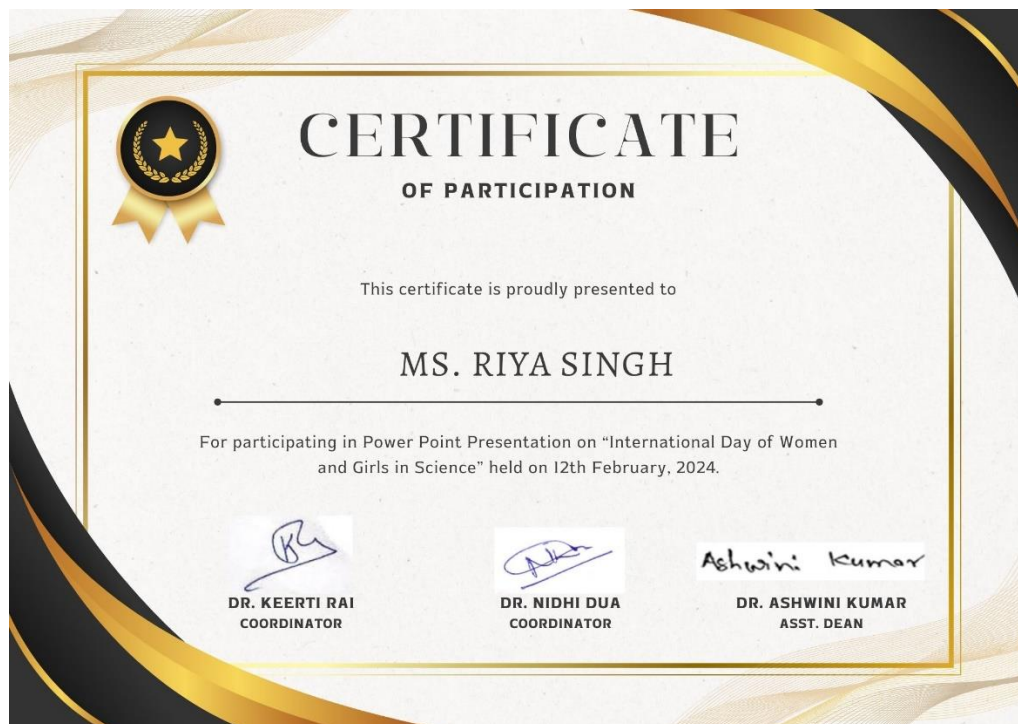 CERTIFICATE
OF PARTICIPATION
This certificate is proudly presented to
MS. RIYA SINGH
For participating in Power Point Presentation on “International Day of Women
and Girls in Science” held on 12th February, 2024.
Ashwini Kumar
DR. KEERTI RAI
COORDINATOR
DR. NIDHI DUA
COORDINATOR
DR. ASHWINI KUMAR
ASST. DEAN